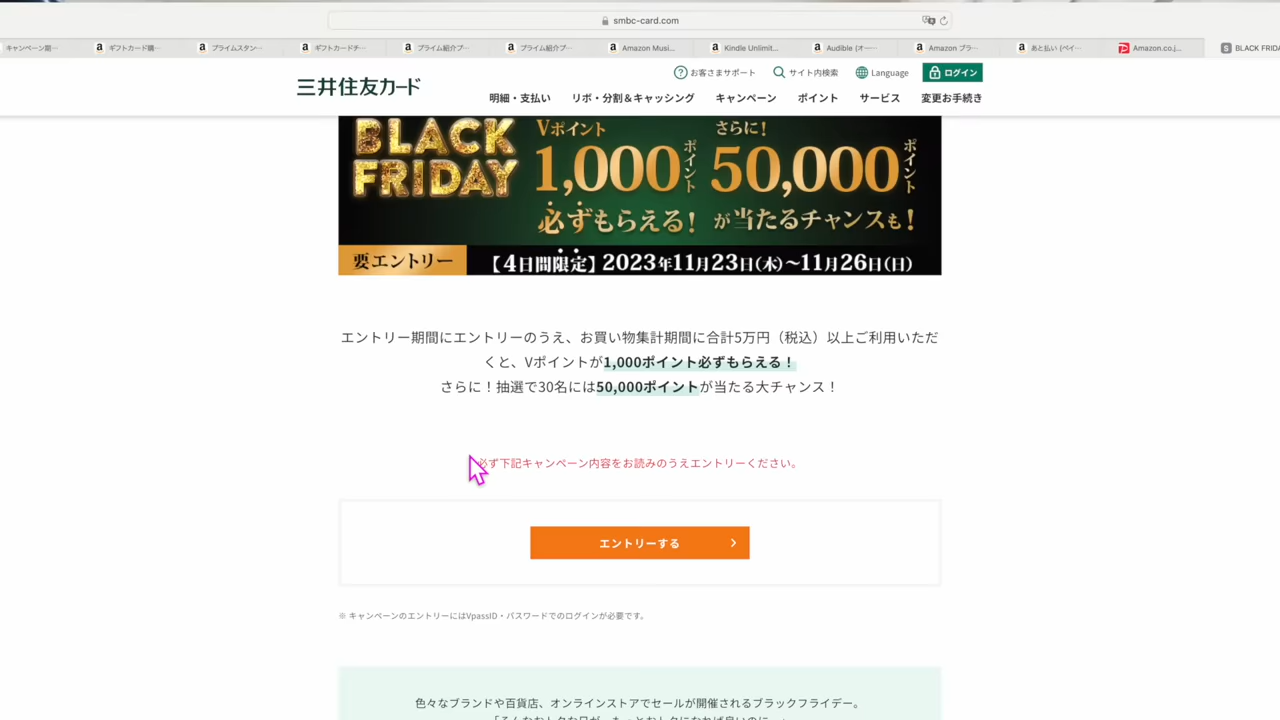 smbc-card.com
キャンペーン期…
ギフトカード購…
プライムスタン…
ギフトカードチ…
プライム紹介プ…
プライム紹介プ…
Amazon Musi…
Kindle Unlimit…
Audible (オー…
Amazon プラ…
あと払い (ペイ…
Amazon.co.j…
BLACK FRIDA
三井住友カード
お客さまサポート
サイト内検索
Language
ログイン
明細・支払い
リボ・分割＆キャッシング
キャンペーン
ポイント
サービス
変更お手続き
BLACK FRIDAY
Vポイント
1,000ポイント
必ずもらえる！
さらに！
50,000ポイント
が当たるチャンスも！
要エントリー
【4日間限定】2023年11月23日(木)〜11月26日(日)
エントリー期間にエントリーのうえ、お買い物集計期間に合計5万円（税込）以上ご利用いただ
くと、Vポイントが1,000ポイント必ずもらえる！
さらに！抽選で30名には50,000ポイントが当たる大チャンス！
必ず下記キャンペーン内容をお読みのうえエントリーください。
エントリーする
※ キャンペーンのエントリーにはVpassID・パスワードでのログインが必要です。
色々なブランドや百貨店、オンラインストアでセールが開催されるブラックフライデー。